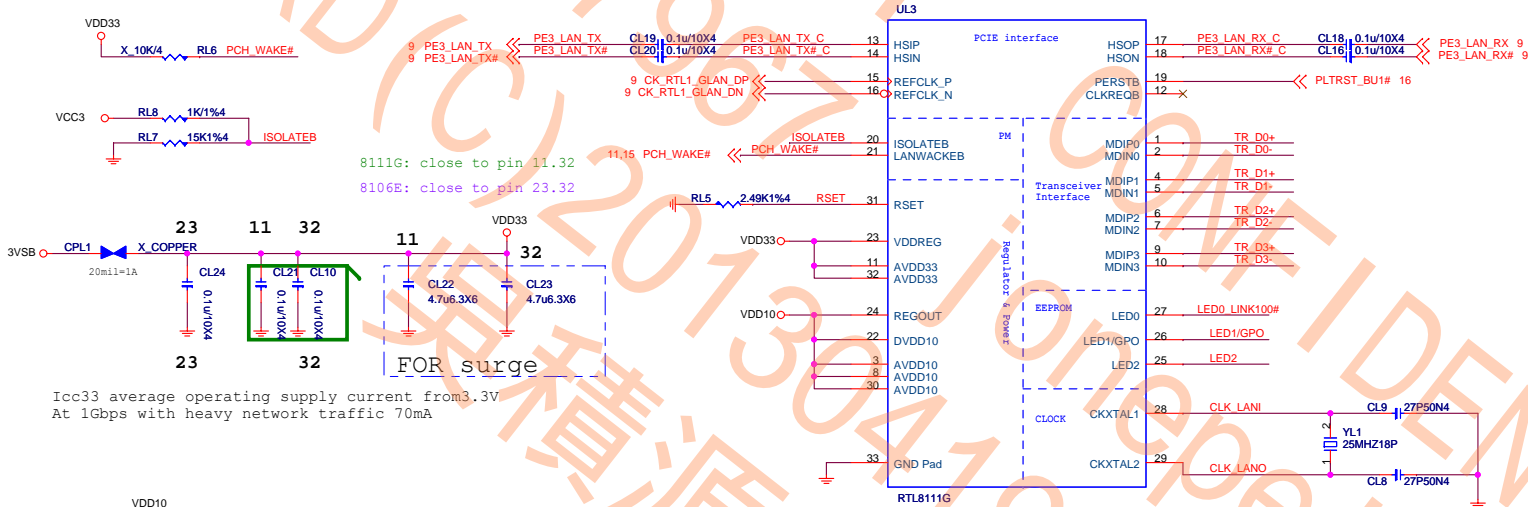 UL3
VDD33
X_10K/4 RL6 PCH_WAKE#
9 PE3_LAN_TX
9 PE3_LAN_TX#
PE3_LAN_TX CL19 0.1u/10X4 PE3_LAN_TX_C
PE3_LAN_TX# CL20 0.1u/10X4 PE3_LAN_TX#_C
13 HSIP
14 HSIN
PCIE interface
HSOP 17 PE3_LAN_RX_C CL18 0.1u/10X4 PE3_LAN_RX 9
HSON 18 PE3_LAN_RX#_C CL16 0.1u/10X4 PE3_LAN_RX# 9
9 CK_RTL1_GLAN_DP 15 REFCLK_P
9 CK_RTL1_GLAN_DN 16 REFCLK_N
PERSTB 19 PLTRST_BU1# 16
CLKREQB 12
VCC3 RL8 1K/1%4
RL7 15K1%4 ISOLATEB
ISOLATEB 20 ISOLATEB
11,15 PCH_WAKE# PCH_WAKE# 21 LANWACKEB
PM
8111G: close to pin 11.32
8106E: close to pin 23.32
Transceiver
Interface
MDIP0 1 TR_D0+
MDIN0 2 TR_D0-
MDIP1 4 TR_D1+
MDIN1 5 TR_D1-
MDIP2 6 TR_D2+
MDIN2 7 TR_D2-
MDIP3 9 TR_D3+
MDIN3 10 TR_D3-
RL5 2.49K1%4 RSET 31 RSET
VDD33 23 VDDREG
11 AVDD33
32 AVDD33
Regulator & Power
VDD10 24 REGOUT
22 DVDD10
3 AVDD10
8 AVDD10
30 AVDD10
EEPROM
LED0 27 LED0_LINK100#
LED1/GPO 26 LED1/GPO
LED2 25 LED2
CLOCK
CKXTAL1 28 CLK_LANI CL9 27P50N4
2 YL1
25MHZ18P
1
CKXTAL2 29 CLK_LANO CL8 27P50N4
33 GND Pad
RTL8111G
3VSB CPL1 X_COPPER
20mil=1A
23 11 32 11 VDD33 32
CL24 0.1u/10X4
CL21 0.1u/10X4
CL10 0.1u/10X4
CL22
4.7u6.3X6
CL23
4.7u6.3X6
23 32
FOR surge
Icc33 average operating supply current from3.3V
At 1Gbps with heavy network traffic 70mA
VDD10